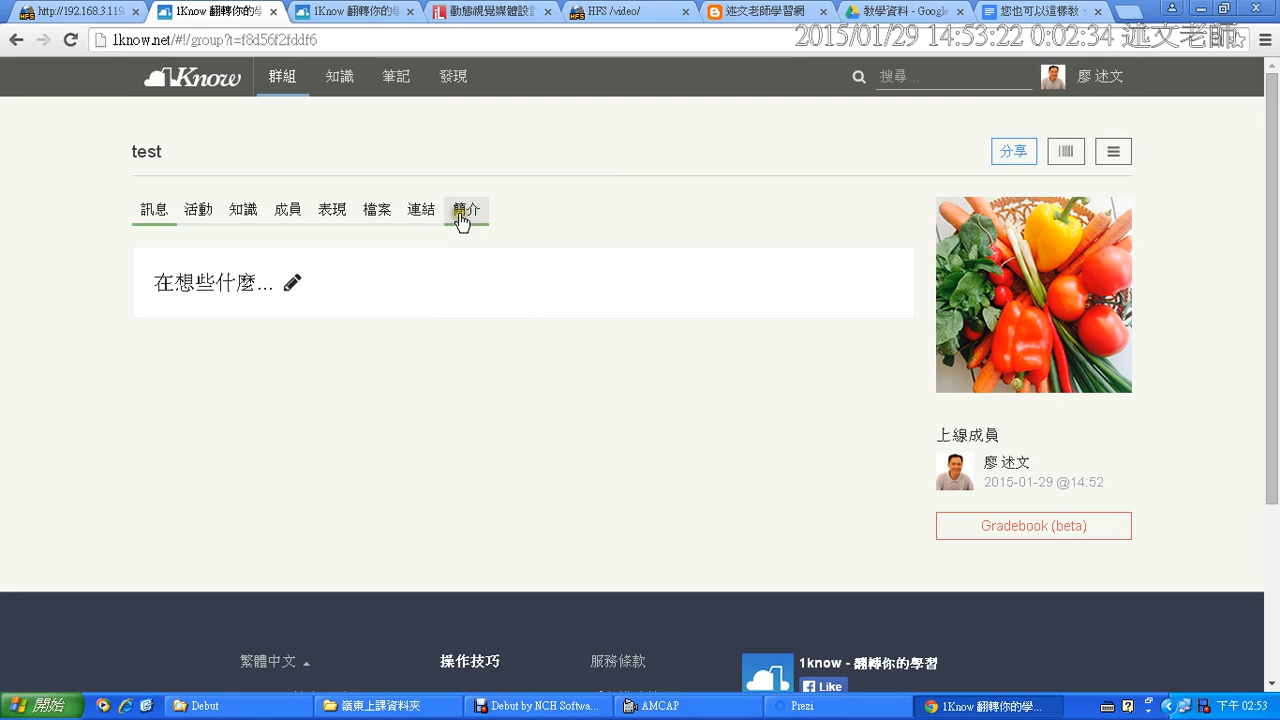 http://192.168.3.119
1Know 翻轉你的學
1Know 翻轉你的學
動態視覺媒體設計
HFS /video/
述文老師學習網
教學資料 - Google
您也可以這樣教
1know.net/#!/group?t=f8d56f2fddf6
2015/01/29 14:53:22 0:02:34 述文老師
1Know
群組
知識
筆記
發現
搜尋...
廖 述文
test
分享
訊息
活動
知識
成員
表現
檔案
連結
簡介
在想些什麼...
上線成員
廖 述文
2015-01-29 @14:52
Gradebook (beta)
繁體中文
操作技巧
服務條款
1know - 翻轉你的學習
Like
開始
Debut
嶺東上課資料夾
Debut by NCH Softwa...
AMCAP
Prezi
1Know 翻轉你的學...
下午 02:53